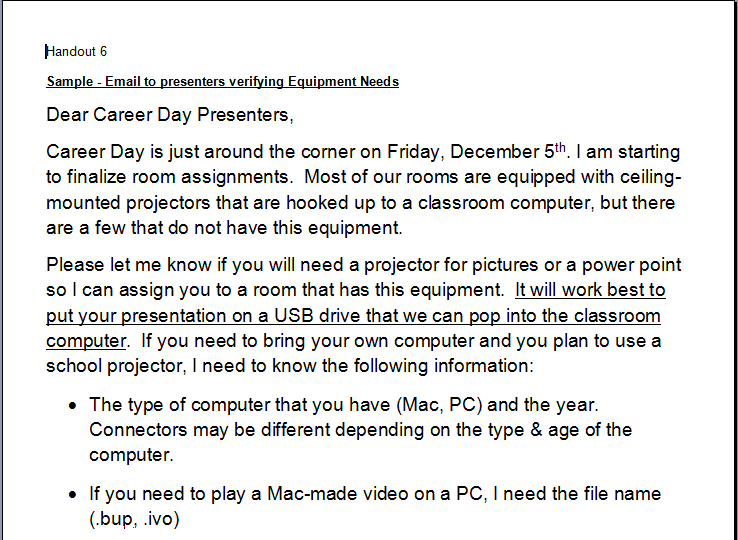 Handout 6
Sample - Email to presenters verifying Equipment Needs
Dear Career Day Presenters,
Career Day is just around the corner on Friday, December 5th. I am starting
to finalize room assignments.  Most of our rooms are equipped with ceiling-
mounted projectors that are hooked up to a classroom computer, but there
are a few that do not have this equipment.
Please let me know if you will need a projector for pictures or a power point
so I can assign you to a room that has this equipment.  It will work best to
put your presentation on a USB drive that we can pop into the classroom
computer.  If you need to bring your own computer and you plan to use a
school projector, I need to know the following information:
• The type of computer that you have (Mac, PC) and the year.
Connectors may be different depending on the type & age of the
computer.
• If you need to play a Mac-made video on a PC, I need the file name
(.bup, .ivo)